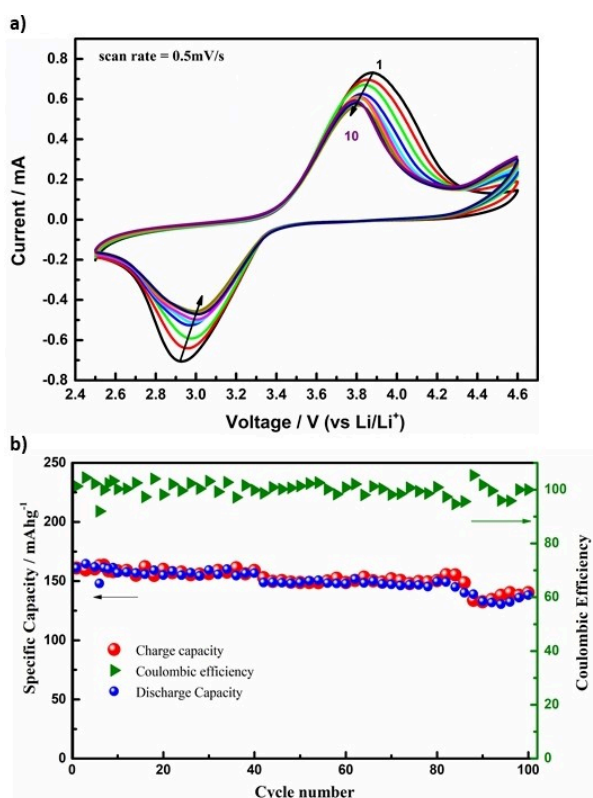 a)
scan rate = 0.5mV/s
1
10
0.8
0.6
0.4
0.2
0.0
-0.2
-0.4
-0.6
-0.8
Current / mA
2.4 2.6 2.8 3.0 3.2 3.4 3.6 3.8 4.0 4.2 4.4 4.6
Voltage / V (vs Li/Li⁺)
b)
250
200
150
100
50
0
Specific Capacity / mAhg⁻¹
100
80
60
40
20
0
Coulombic Efficiency
Charge capacity
Coulombic efficiency
Discharge Capacity
0 20 40 60 80 100
Cycle number